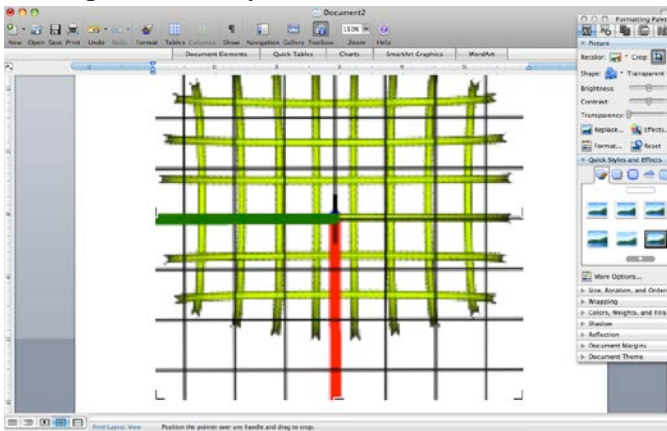 Document2
150%
New Open Save Print Undo Redo Format Tables Columns Show Navigation Gallery Toolbox Zoom Help
Document Elements Quick Tables Charts SmartArt Graphics WordArt
Formatting Palette
Picture
Recolor: Crop:
Shape: Transparent
Brightness:
Contrast:
Transparency:
Replace... Effects...
Format... Reset
Quick Styles and Effects
More Options...
Size, Rotation, and Ordering
Wrapping
Colors, Weights, and Fills
Shadow
Reflection
Document Margins
Document Theme
Print Layout View Position the pointer over any handle and drag to crop.